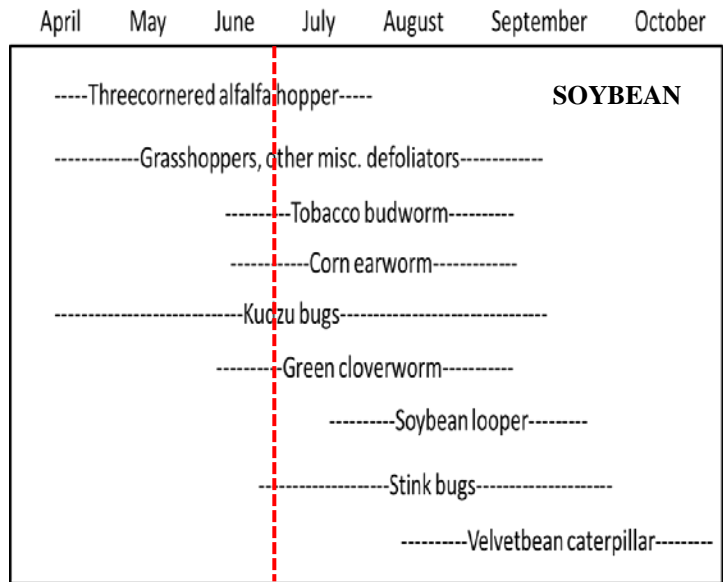 April May June July August September October
-----Threecornered alfalfa hopper----- SOYBEAN
-------------Grasshoppers, other misc. defoliators-------------
----------Tobacco budworm----------
------------Corn earworm-------------
-----------------------------Kudzu bugs--------------------------------
----------Green cloverworm-----------
----------Soybean looper---------
--------------------Stink bugs---------------------
----------Velvetbean caterpillar---------